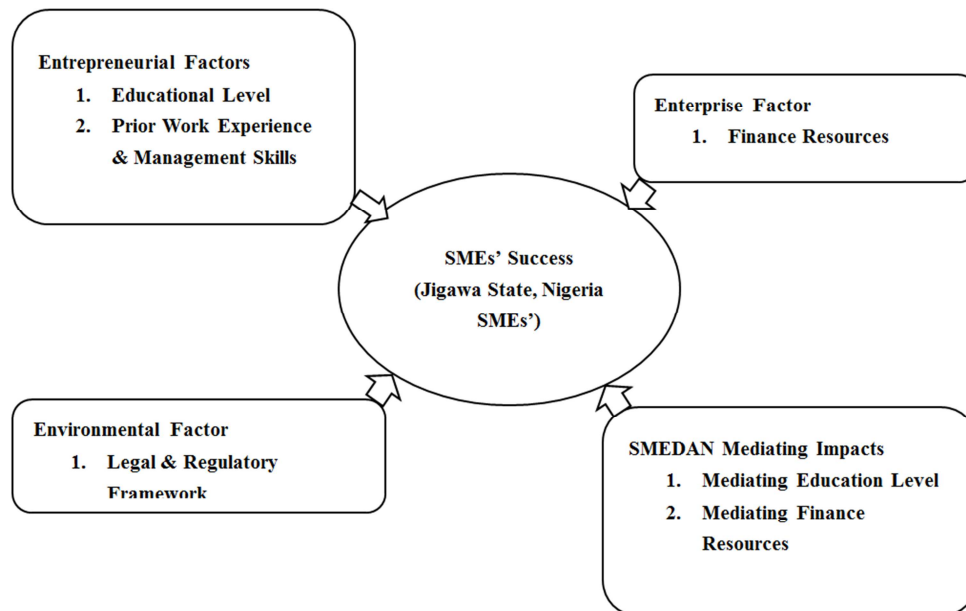 Entrepreneurial Factors
1. Educational Level
2. Prior Work Experience
& Management Skills
Enterprise Factor
1. Finance Resources
SMEs’ Success
(Jigawa State, Nigeria
SMEs’)
Environmental Factor
1. Legal & Regulatory
Framework
SMEDAN Mediating Impacts
1. Mediating Education Level
2. Mediating Finance
Resources